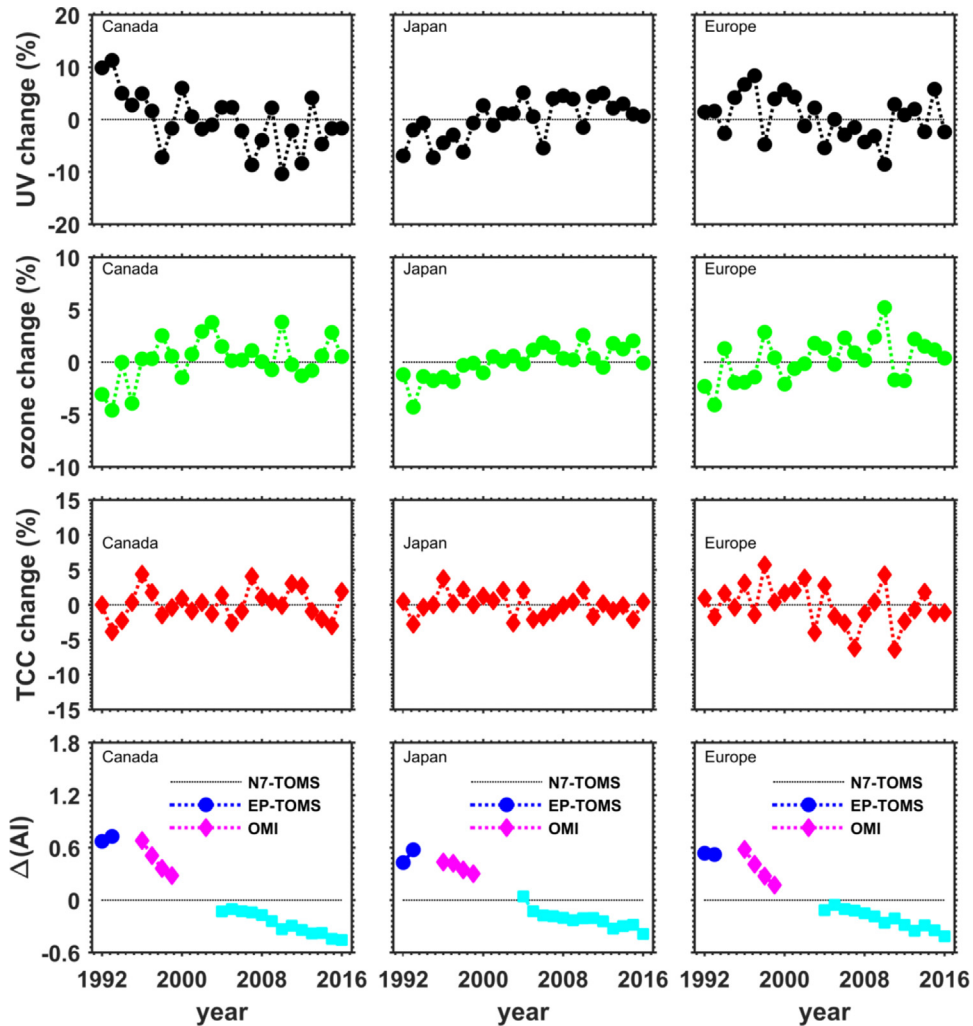 UV change (%)
20
10
0
-10
-20
Canada
Japan
Europe
ozone change (%)
10
5
0
-5
-10
Canada
Japan
Europe
TCC change (%)
15
10
5
0
-5
-10
-15
Canada
Japan
Europe
Δ(AI)
1.8
1.2
0.6
0
-0.6
Canada
N7-TOMS
EP-TOMS
OMI
Japan
N7-TOMS
EP-TOMS
OMI
Europe
N7-TOMS
EP-TOMS
OMI
1992 2000 2008 2016
1992 2000 2008 2016
1992 2000 2008 2016
year
year
year